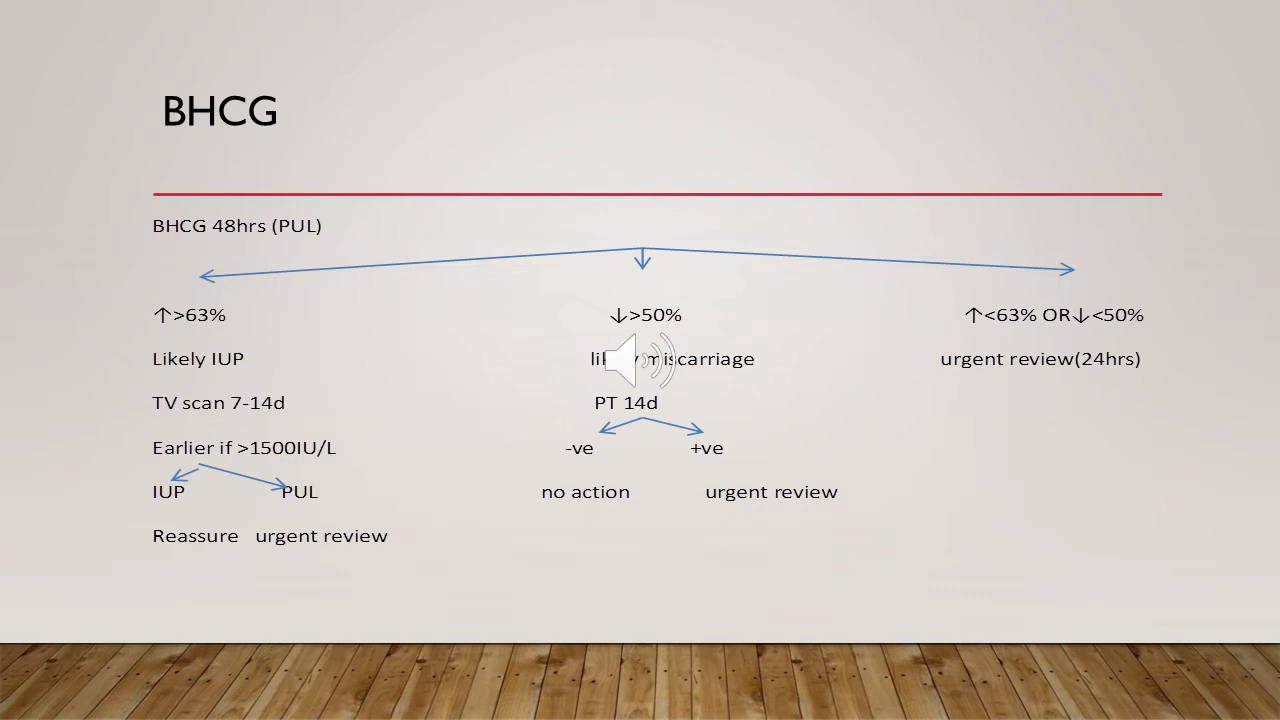 BHCG
BHCG 48hrs (PUL)
↑>63% ↓>50% ↑<63% OR↓<50%
Likely IUP likely miscarriage urgent review(24hrs)
TV scan 7-14d PT 14d
Earlier if >1500IU/L -ve +ve
IUP PUL no action urgent review
Reassure urgent review